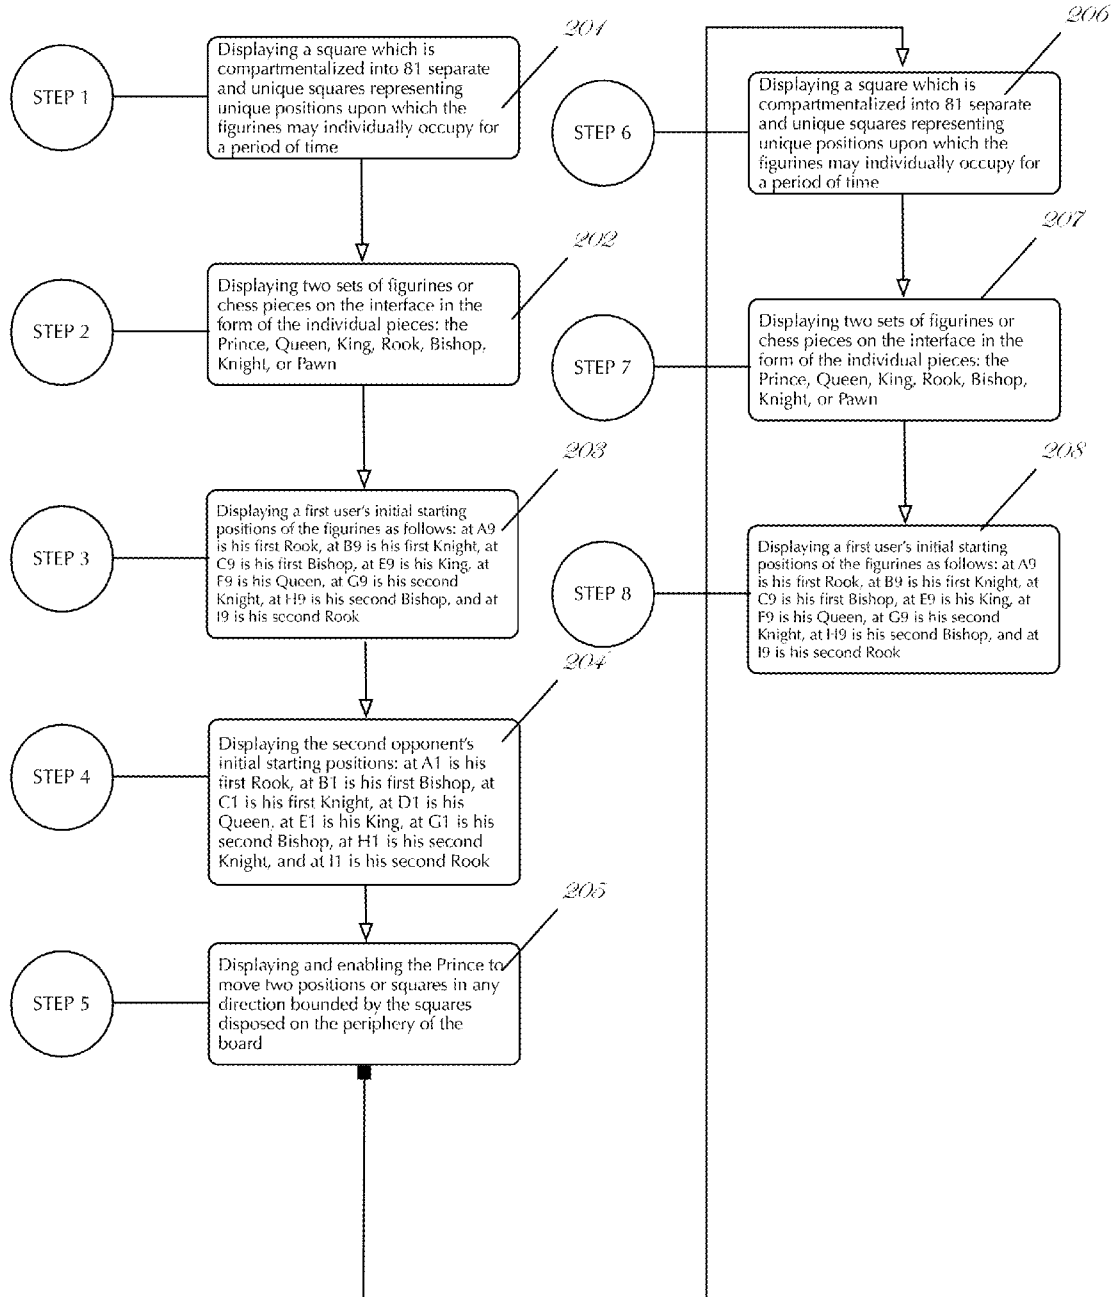 201
STEP 1
Displaying a square which is
compartmentalized into 81 separate
and unique squares representing
unique positions upon which the
figurines may individually occupy for
a period of time
202
STEP 2
Displaying two sets of figurines or
chess pieces on the interface in the
form of the individual pieces: the
Prince, Queen, King, Rook, Bishop,
Knight, or Pawn
203
STEP 3
Displaying a first user's initial starting
positions of the figurines as follows: at A9
is his first Rook, at B9 is his first Knight, at
C9 is his first Bishop, at E9 is his King, at
F9 is his Queen, at G9 is his second
Knight, at H9 is his second Bishop, and at
I9 is his second Rook
204
STEP 4
Displaying the second opponent's
initial starting positions: at A1 is his
first Rook, at B1 is his first Bishop, at
C1 is his first Knight, at D1 is his
Queen, at E1 is his King, at G1 is his
second Bishop, at H1 is his second
Knight, and at I1 is his second Rook
205
STEP 5
Displaying and enabling the Prince to
move two positions or squares in any
direction bounded by the squares
disposed on the periphery of the
board
206
STEP 6
Displaying a square which is
compartmentalized into 81 separate
and unique squares representing
unique positions upon which the
figurines may individually occupy for
a period of time
207
STEP 7
Displaying two sets of figurines or
chess pieces on the interface in the
form of the individual pieces: the
Prince, Queen, King, Rook, Bishop,
Knight, or Pawn
208
STEP 8
Displaying a first user's initial starting
positions of the figurines as follows: at A9
is his first Rook, at B9 is his first Knight, at
C9 is his first Bishop, at E9 is his King, at
F9 is his Queen, at G9 is his second
Knight, at H9 is his second Bishop, and at
I9 is his second Rook